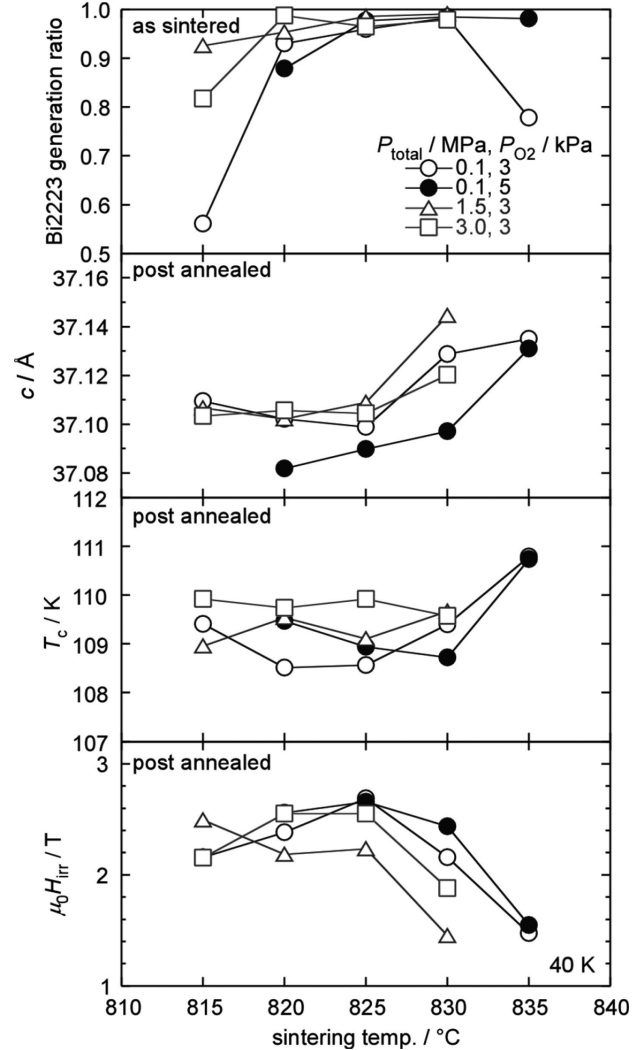 1.0
as sintered
0.9
0.8
0.7
0.6
0.5
Bi2223 generation ratio
P_total / MPa, P_O2 / kPa
0.1, 3
0.1, 5
1.5, 3
3.0, 3
37.16
post annealed
37.14
37.12
37.10
37.08
c / Å
112
post annealed
111
110
109
108
107
T_c / K
3
post annealed
2
1
μ₀H_irr / T
40 K
810 815 820 825 830 835 840
sintering temp. / °C